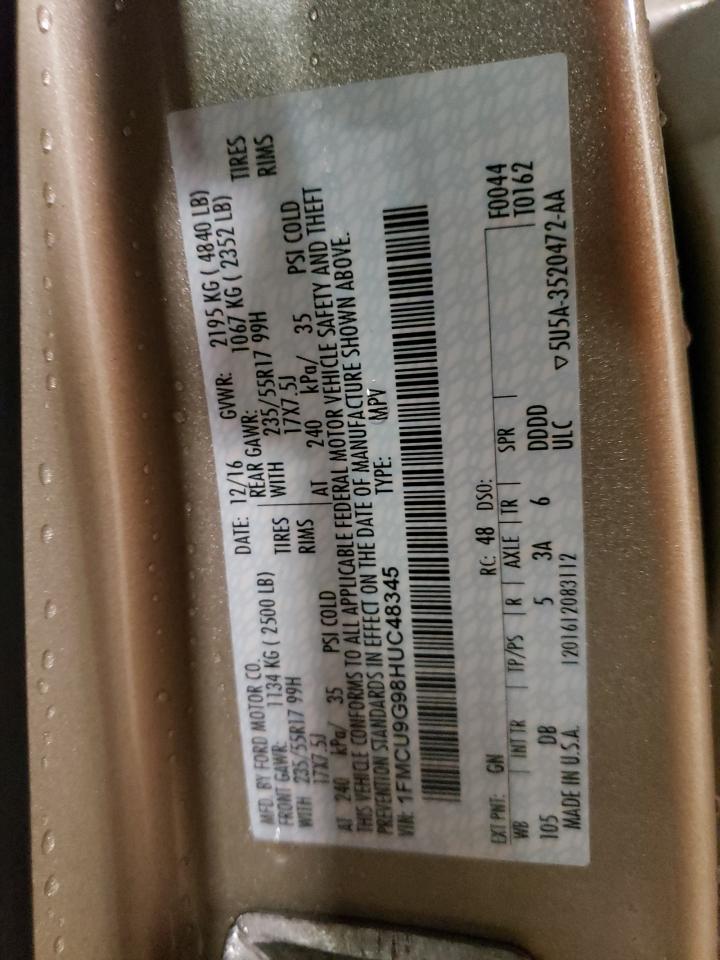 MFD. BY FORD MOTOR CO. DATE: 12/16 GVWR: 2195 KG ( 4840 LB)
FRONT GAWR: 1134 KG ( 2500 LB) REAR GAWR: 1067 KG ( 2352 LB)
WITH 235/55R17 99H TIRES WITH 235/55R17 99H TIRES
17X7.5J RIMS 17X7.5J RIMS
AT 240 kPa/ 35 PSI COLD AT 240 kPa/ 35 PSI COLD
THIS VEHICLE CONFORMS TO ALL APPLICABLE FEDERAL MOTOR VEHICLE SAFETY AND THEFT
PREVENTION STANDARDS IN EFFECT ON THE DATE OF MANUFACTURE SHOWN ABOVE.
VIN: 1FMCU9G98HUC48345 TYPE: MPV
EXT PNT: GN RC: 48 DSO: F0044
WB INT TR TP/PS R AXLE TR SPR T0162
105 DB 5 3A 6 DDDD
MADE IN U.S.A. 1201612083112 ULC ▽5U5A-3520472-AA